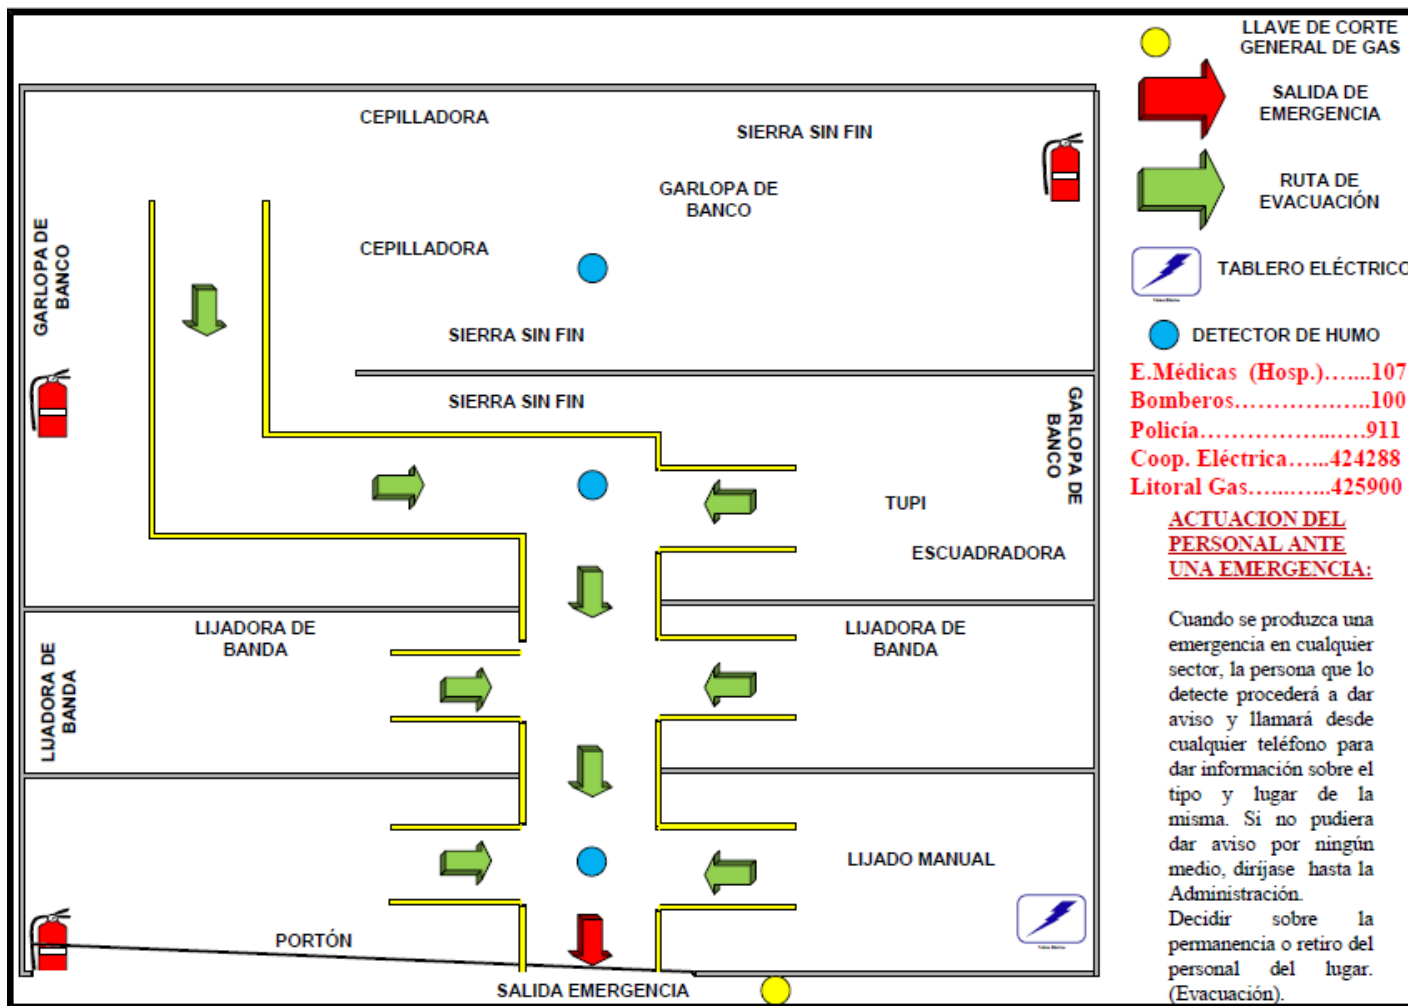 LLAVE DE CORTE
GENERAL DE GAS
SALIDA DE
EMERGENCIA
RUTA DE
EVACUACIÓN
TABLERO ELÉCTRICO
DETECTOR DE HUMO
E.Médicas (Hosp.)…....107
Bomberos………….…..100
Policía……………...….911
Coop. Eléctrica…...424288
Litoral Gas…...…..425900
ACTUACION DEL
PERSONAL ANTE
UNA EMERGENCIA:
Cuando se produzca una
emergencia en cualquier
sector, la persona que lo
detecte procederá a dar
aviso y llamará desde
cualquier teléfono para
dar información sobre el
tipo y lugar de la
misma. Si no pudiera
dar aviso por ningún
medio, diríjase hasta la
Administración.
Decidir sobre la
permanencia o retiro del
personal del lugar.
(Evacuación).
CEPILLADORA
SIERRA SIN FIN
GARLOPA DE
BANCO
GARLOPA DE
BANCO
CEPILLADORA
SIERRA SIN FIN
SIERRA SIN FIN
GARLOPA DE
BANCO
TUPI
ESCUADRADORA
LIJADORA DE
BANDA
LIJADORA DE
BANDA
LIJADORA DE
BANDA
LIJADO MANUAL
PORTÓN
SALIDA EMERGENCIA